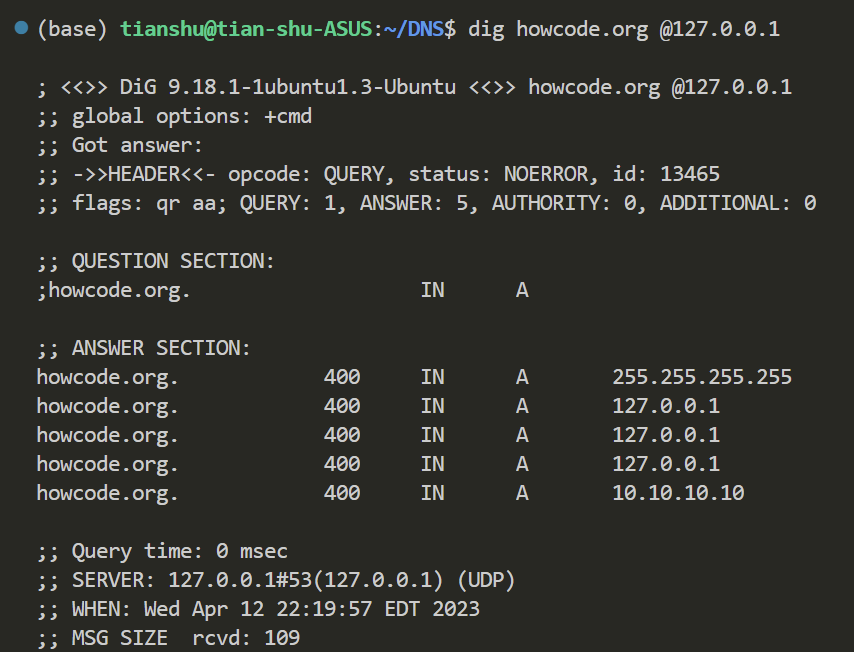 (base) tianshu@tian-shu-ASUS:~/DNS$ dig howcode.org @127.0.0.1
; <<>> DiG 9.18.1-1ubuntu1.3-Ubuntu <<>> howcode.org @127.0.0.1
;; global options: +cmd
;; Got answer:
;; ->>HEADER<<- opcode: QUERY, status: NOERROR, id: 13465
;; flags: qr aa; QUERY: 1, ANSWER: 5, AUTHORITY: 0, ADDITIONAL: 0
;; QUESTION SECTION:
;howcode.org. IN A
;; ANSWER SECTION:
howcode.org. 400 IN A 255.255.255.255
howcode.org. 400 IN A 127.0.0.1
howcode.org. 400 IN A 127.0.0.1
howcode.org. 400 IN A 127.0.0.1
howcode.org. 400 IN A 10.10.10.10
;; Query time: 0 msec
;; SERVER: 127.0.0.1#53(127.0.0.1) (UDP)
;; WHEN: Wed Apr 12 22:19:57 EDT 2023
;; MSG SIZE rcvd: 109